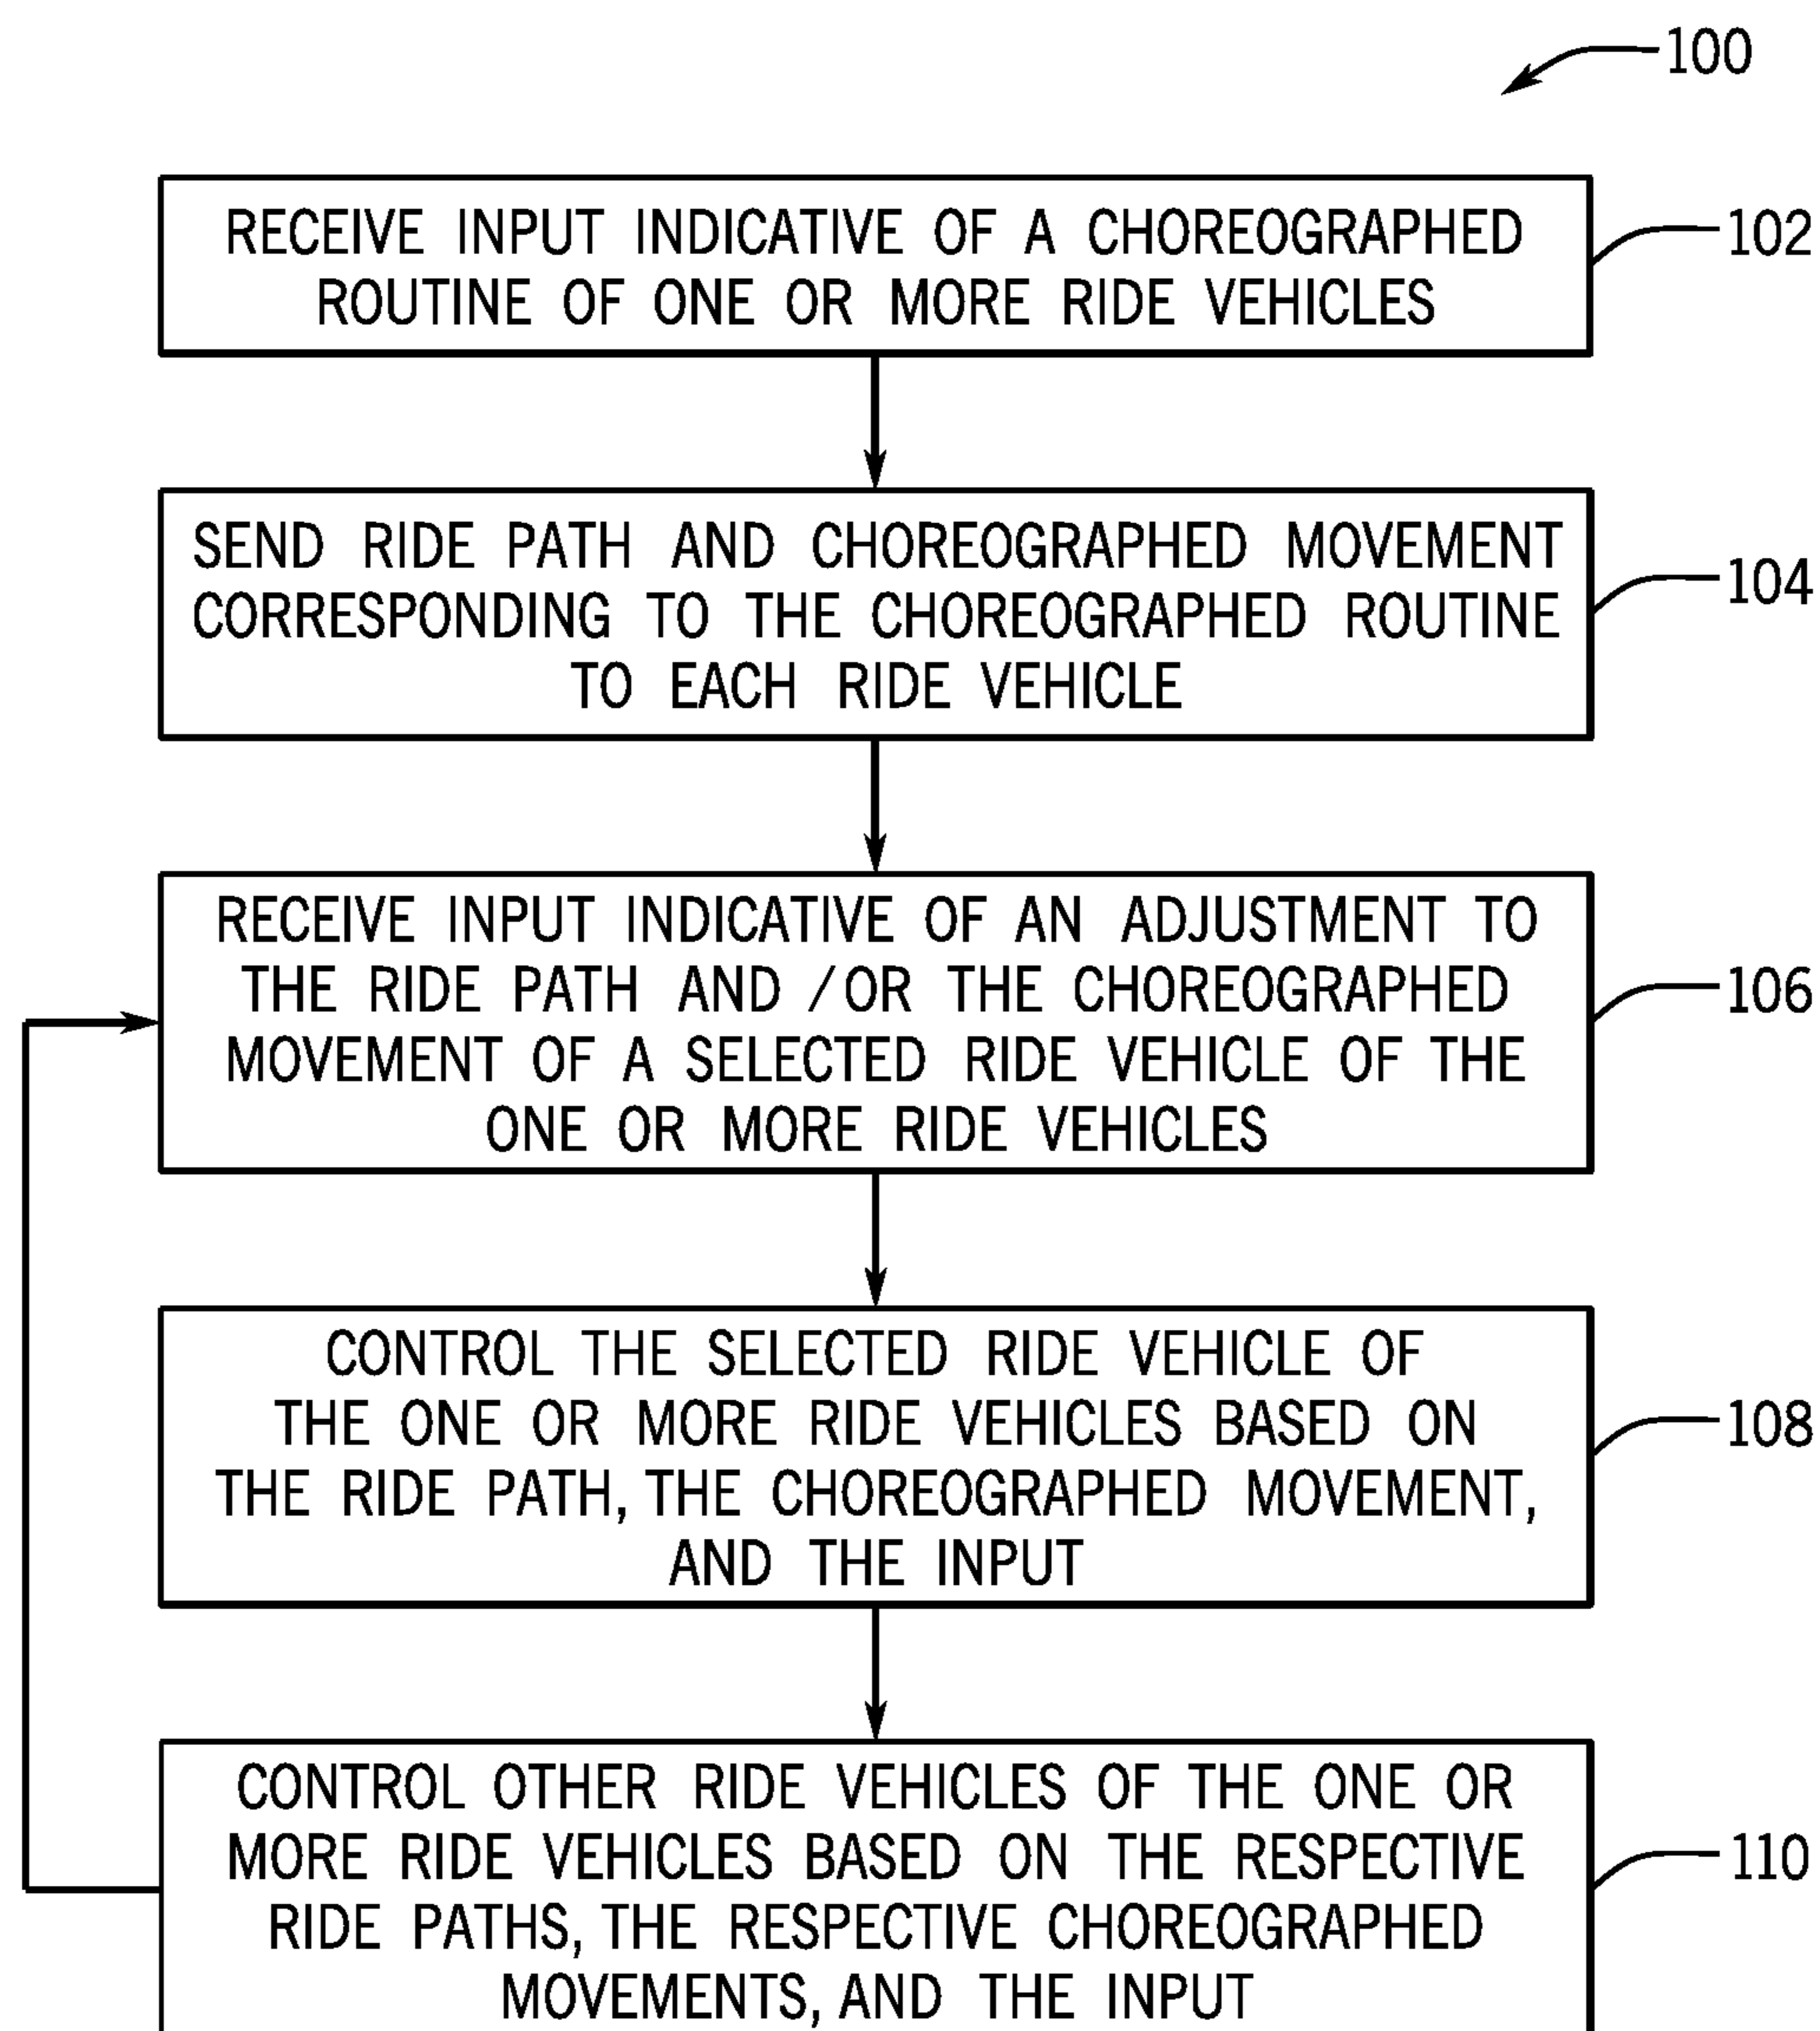 100
RECEIVE INPUT INDICATIVE OF A CHOREOGRAPHED
ROUTINE OF ONE OR MORE RIDE VEHICLES
102
SEND RIDE PATH AND CHOREOGRAPHED MOVEMENT
CORRESPONDING TO THE CHOREOGRAPHED ROUTINE
TO EACH RIDE VEHICLE
104
RECEIVE INPUT INDICATIVE OF AN ADJUSTMENT TO
THE RIDE PATH AND /OR THE CHOREOGRAPHED
MOVEMENT OF A SELECTED RIDE VEHICLE OF THE
ONE OR MORE RIDE VEHICLES
106
CONTROL THE SELECTED RIDE VEHICLE OF
THE ONE OR MORE RIDE VEHICLES BASED ON
THE RIDE PATH, THE CHOREOGRAPHED MOVEMENT,
AND THE INPUT
108
CONTROL OTHER RIDE VEHICLES OF THE ONE OR
MORE RIDE VEHICLES BASED ON THE RESPECTIVE
RIDE PATHS, THE RESPECTIVE CHOREOGRAPHED
MOVEMENTS, AND THE INPUT
110